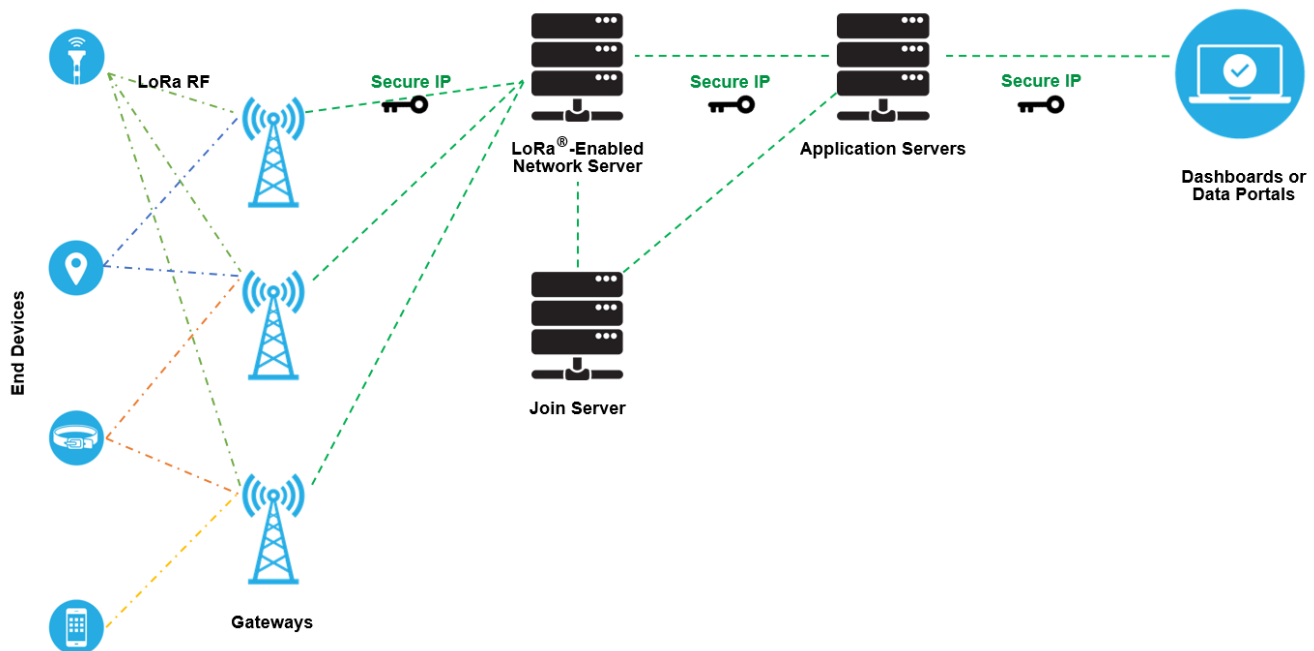 LoRa RF
Secure IP
Secure IP
Secure IP
LoRa®-Enabled
Network Server
Application Servers
Dashboards or
Data Portals
End Devices
Join Server
Gateways